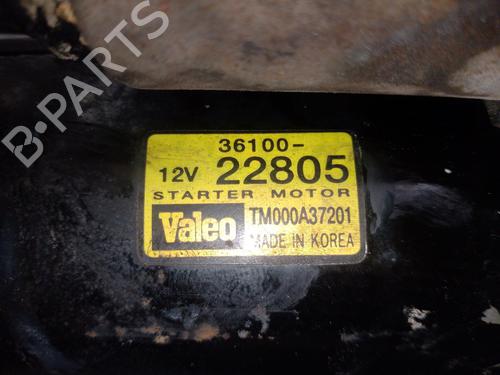 B-PARTS
36100-
12V 22805
STARTER MOTOR
Valeo TM000A37201
MADE IN KOREA